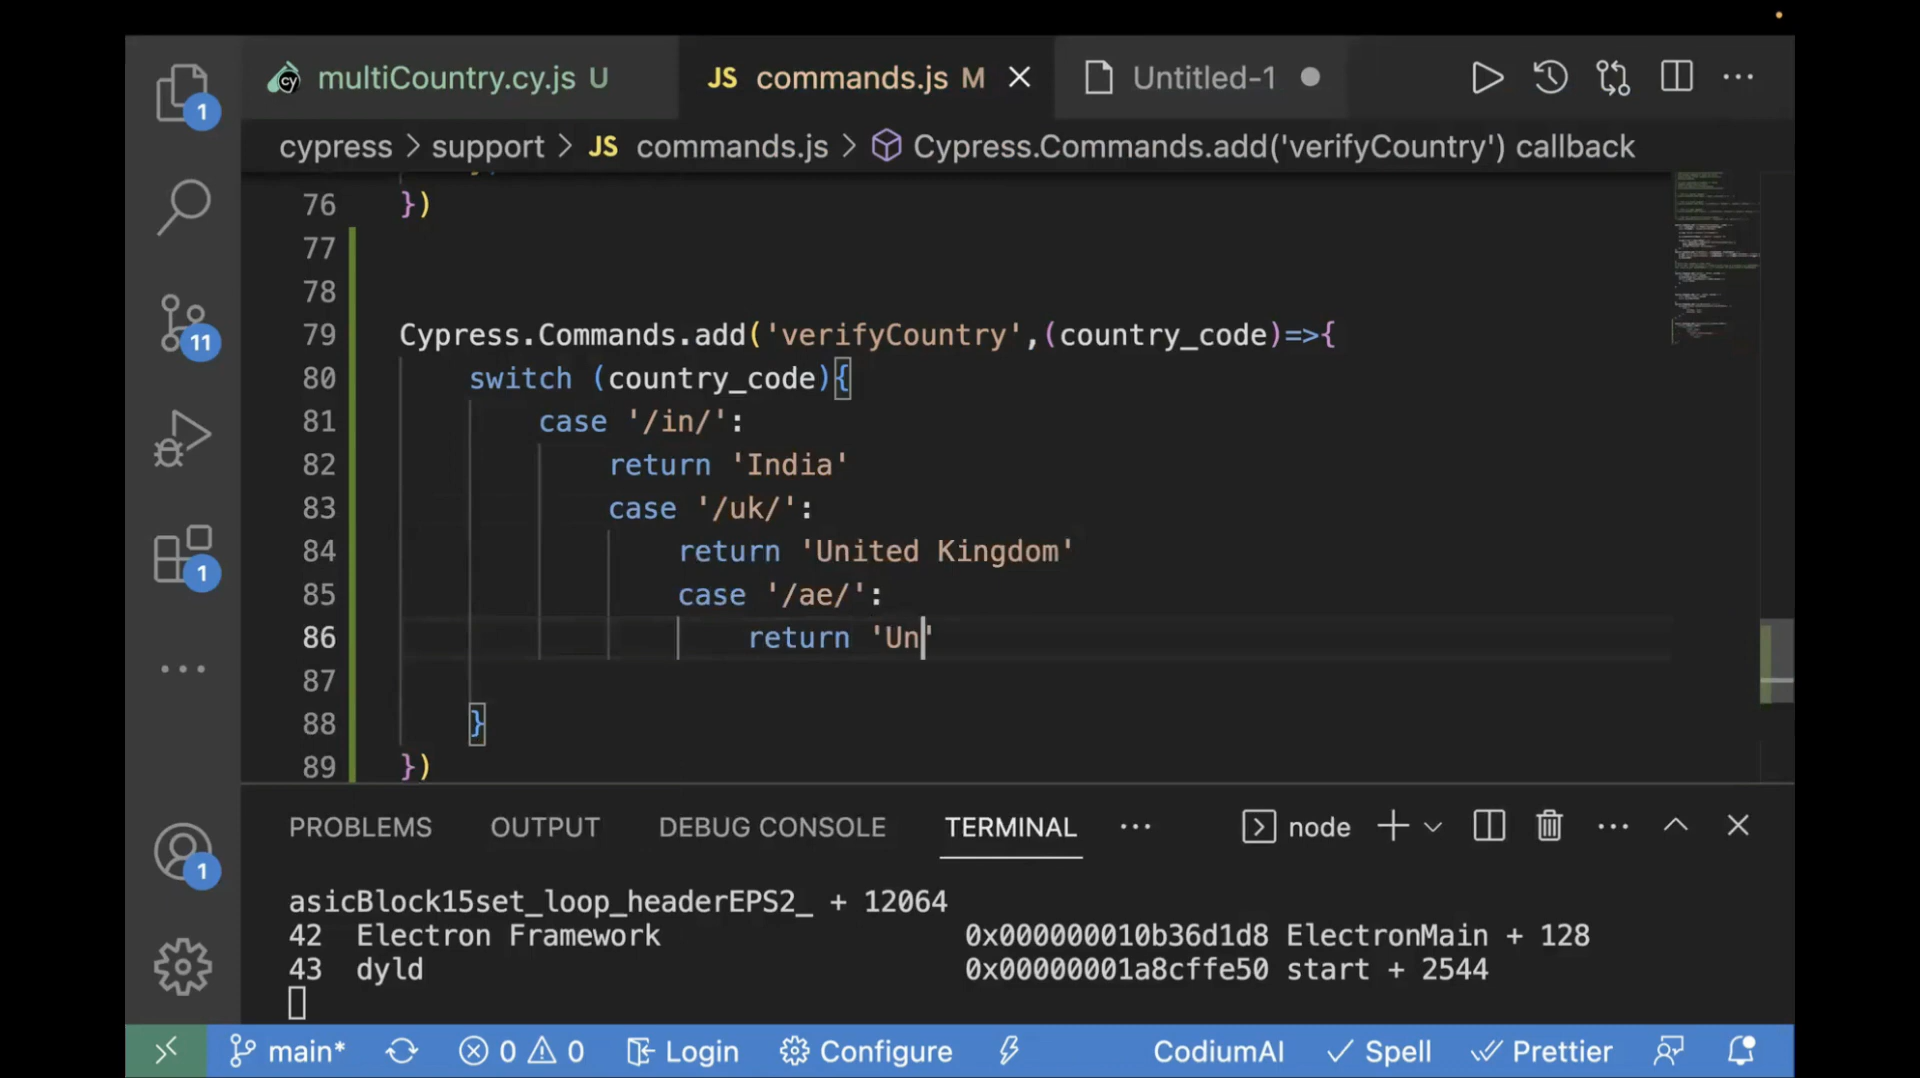 multiCountry.cy.js U
JS commands.js M
Untitled-1
cypress > support > JS commands.js > Cypress.Commands.add('verifyCountry') callback
76 })
77
78
79 Cypress.Commands.add('verifyCountry',(country_code)=>{
80 switch (country_code){
81 case '/in/':
82 return 'India'
83 case '/uk/':
84 return 'United Kingdom'
85 case '/ae/':
86 return 'Un'
87
88 }
89 })
1
11
1
1
PROBLEMS OUTPUT DEBUG CONSOLE TERMINAL ··· node
asicBlock15set_loop_headerEPS2_ + 12064
42 Electron Framework 0x000000010b36d1d8 ElectronMain + 128
43 dyld 0x00000001a8cffe50 start + 2544
main* 0 0 Login Configure CodiumAI Spell Prettier